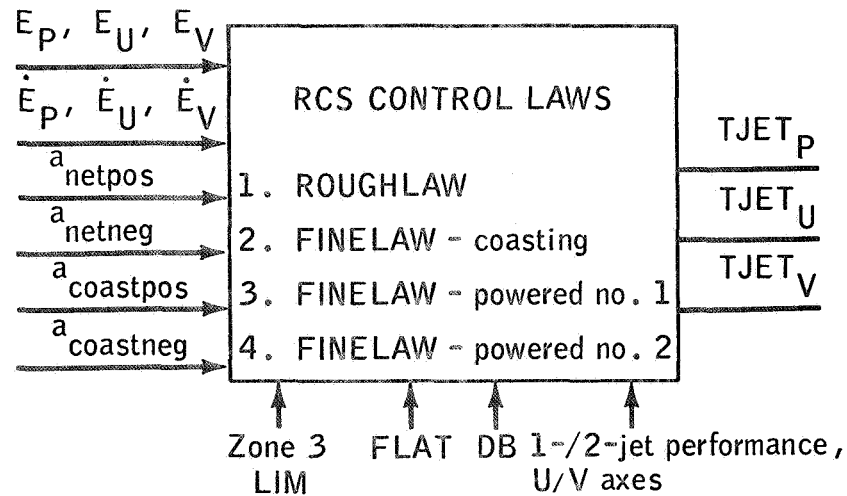 E_P, E_U, E_V
Ė_P, Ė_U, Ė_V
a_netpos
a_netneg
a_coastpos
a_coastneg
RCS CONTROL LAWS
1. ROUGHLAW
2. FINELAW - coasting
3. FINELAW - powered no. 1
4. FINELAW - powered no. 2
TJET_P
TJET_U
TJET_V
Zone 3
LIM
FLAT
DB
1-/2-jet performance,
U/V axes